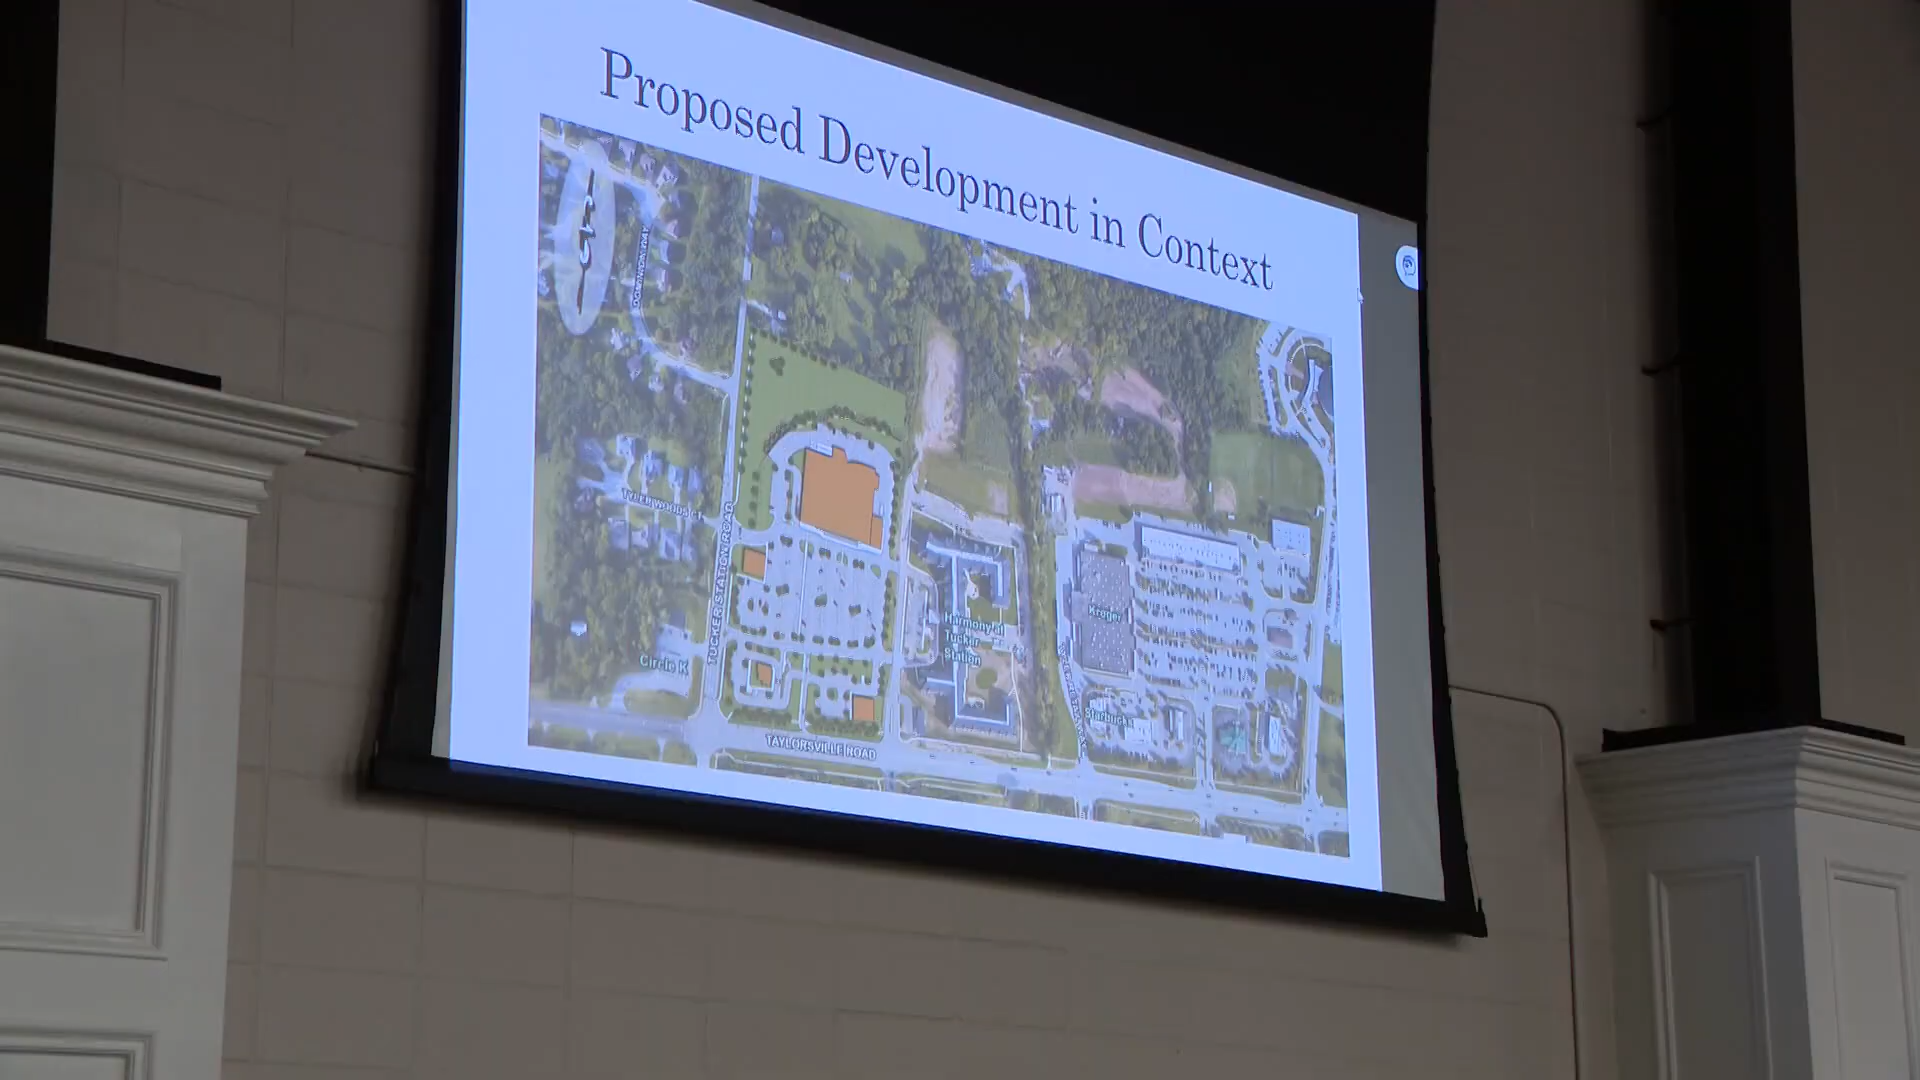 Proposed Development in Context
TUCKER STATION ROAD
Circle K
Harmony at
Tucker
Station
Kroger
Starbucks
TAYLORSVILLE ROAD